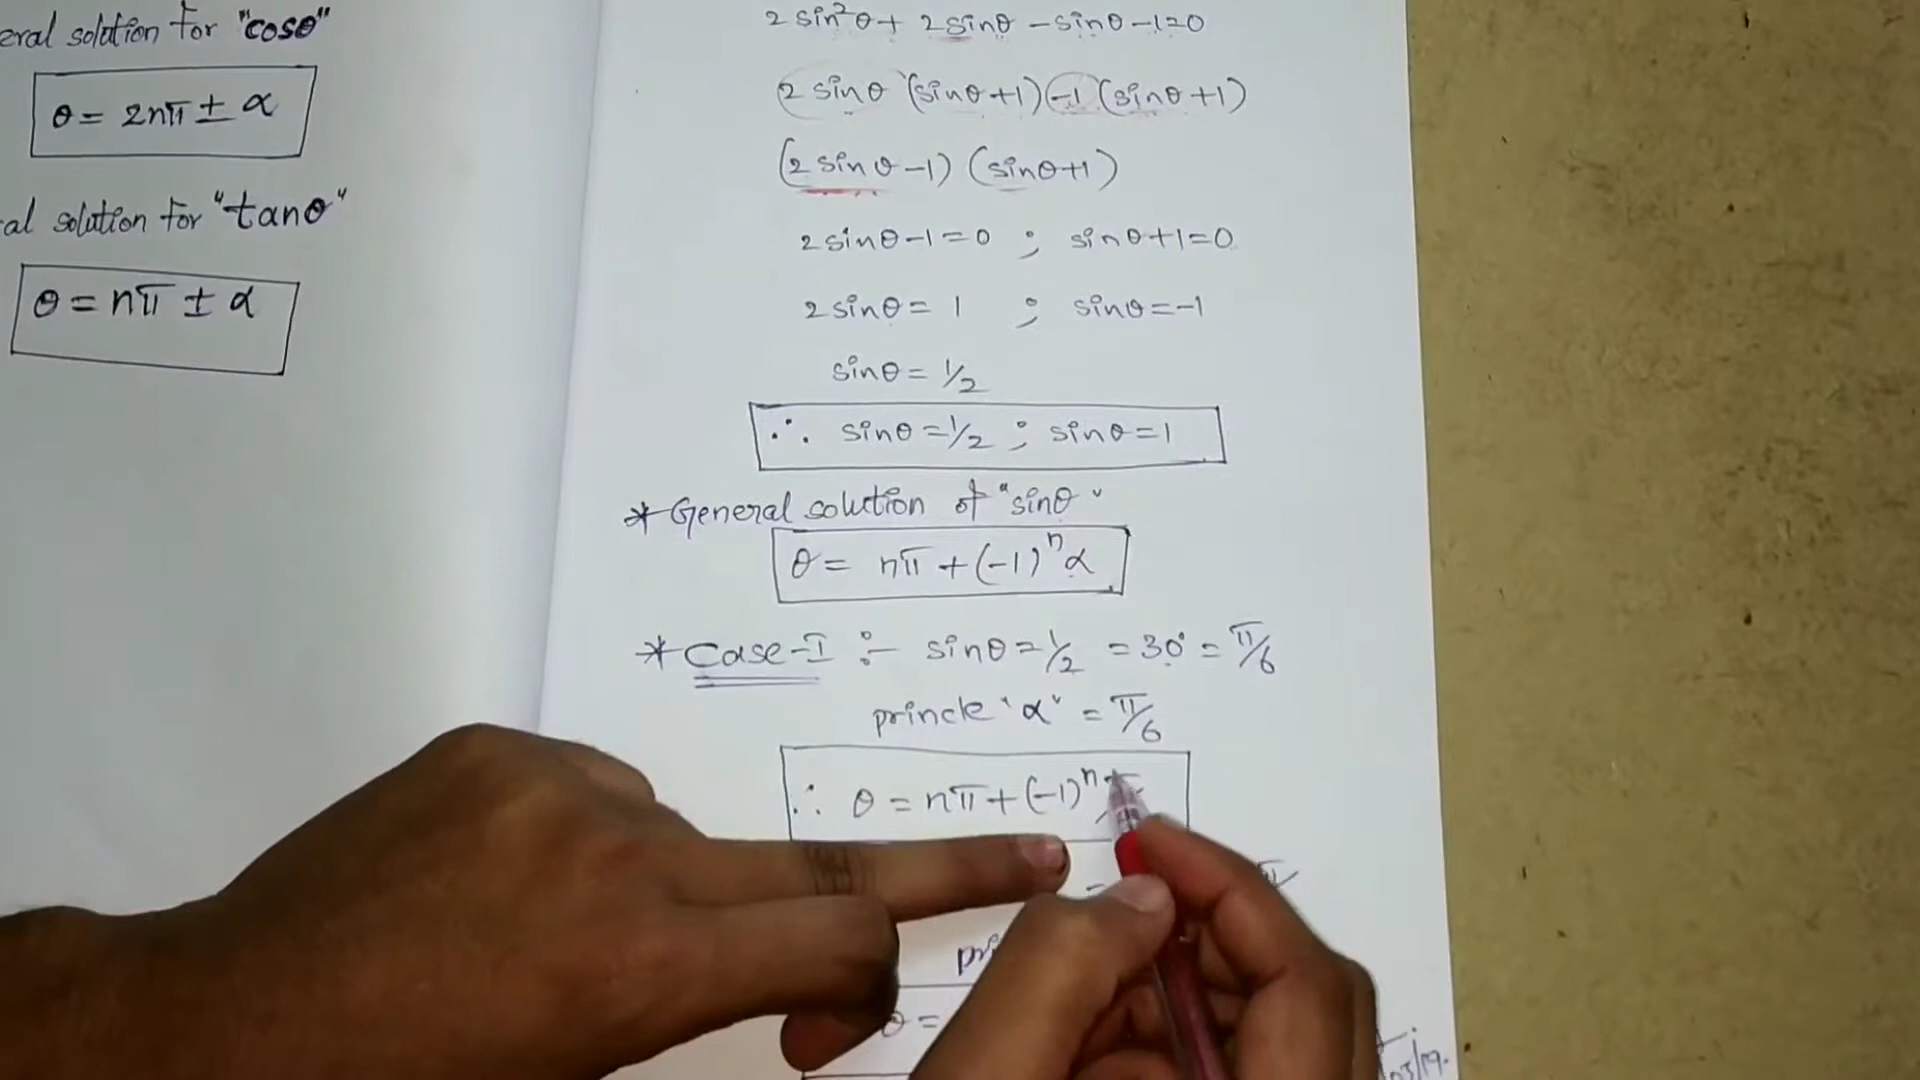 solution for "cosθ"
θ = 2nπ ± α
solution for "tanθ"
θ = nπ ± α
2 sin²θ + 2 sinθ - sinθ - 1 = 0
(2 sinθ (sinθ + 1) -1 (sinθ + 1)
(2 sinθ - 1) (sinθ + 1)
2 sinθ - 1 = 0 ; sinθ + 1 = 0
2 sinθ = 1 ; sinθ = -1
sinθ = 1/2
∴ sinθ = 1/2 ; sinθ = 1
* General solution of "sinθ"
θ = nπ + (-1)ⁿ α
* Case-I :- sinθ = 1/2 = 30° = π/6
princle "α" = π/6
∴ θ = nπ + (-1)ⁿ
θ =